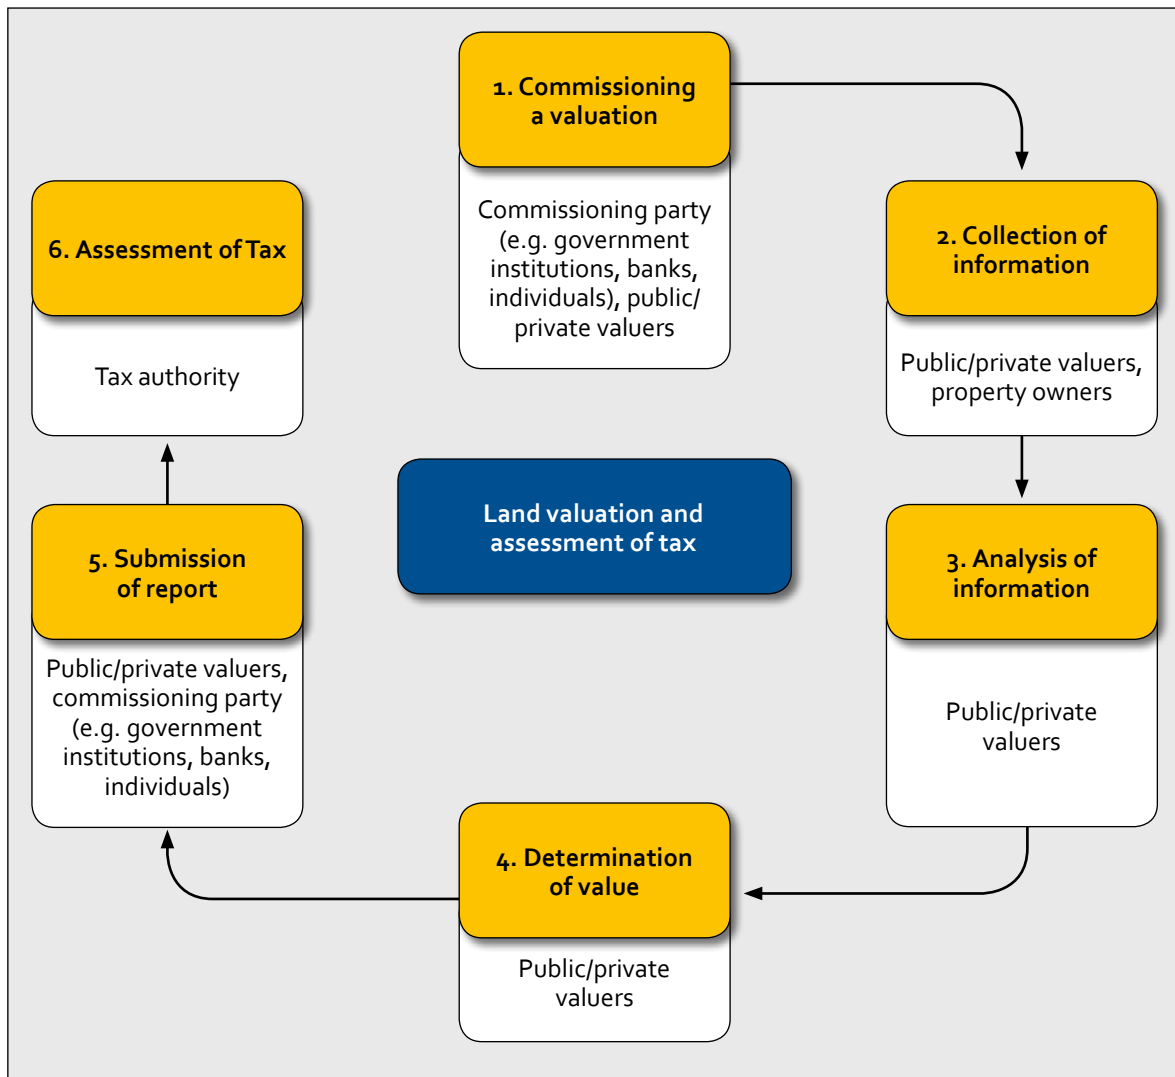 1. Commissioning
a valuation
Commissioning party
(e.g. government
institutions, banks,
individuals), public/
private valuers
2. Collection of
information
Public/private valuers,
property owners
3. Analysis of
information
Public/private
valuers
4. Determination
of value
Public/private
valuers
5. Submission
of report
Public/private valuers,
commissioning party
(e.g. government
institutions, banks,
individuals)
6. Assessment of Tax
Tax authority
Land valuation and
assessment of tax